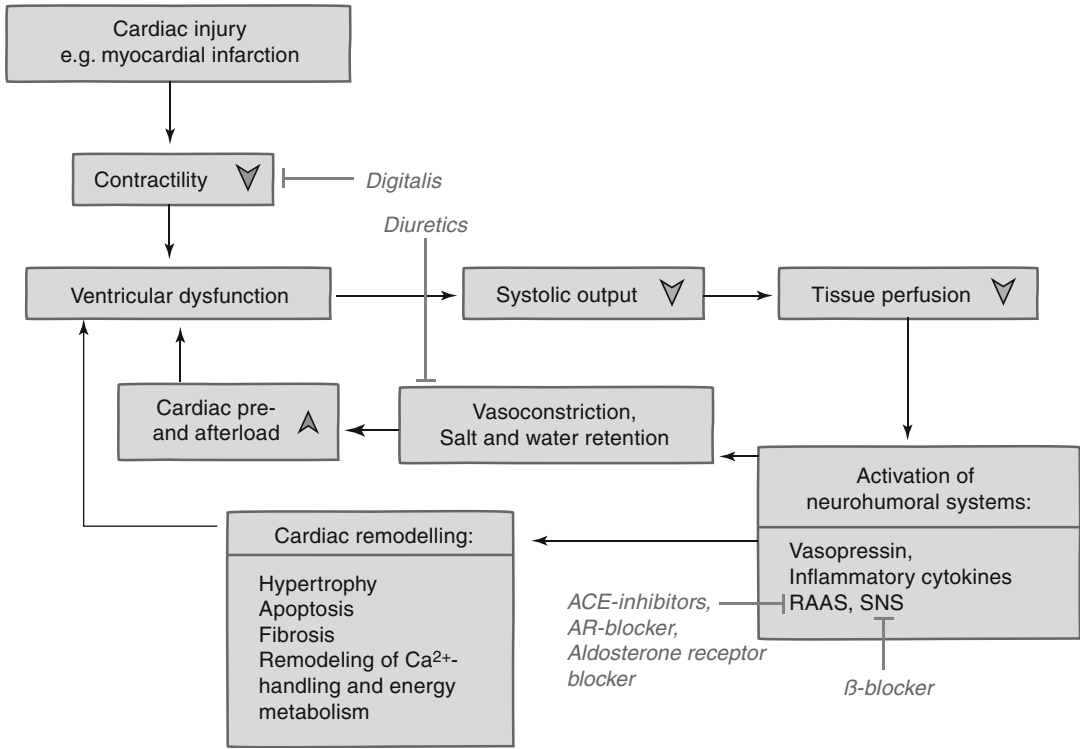 Cardiac injury
e.g. myocardial infarction
Contractility
Digitalis
Diuretics
Ventricular dysfunction
Systolic output
Tissue perfusion
Cardiac pre-
and afterload
Vasoconstriction,
Salt and water retention
Activation of
neurohumoral systems:
Vasopressin,
Inflammatory cytokines
RAAS, SNS
Cardiac remodelling:
Hypertrophy
Apoptosis
Fibrosis
Remodeling of Ca2+-
handling and energy
metabolism
ACE-inhibitors,
AR-blocker,
Aldosterone receptor
blocker
ß-blocker